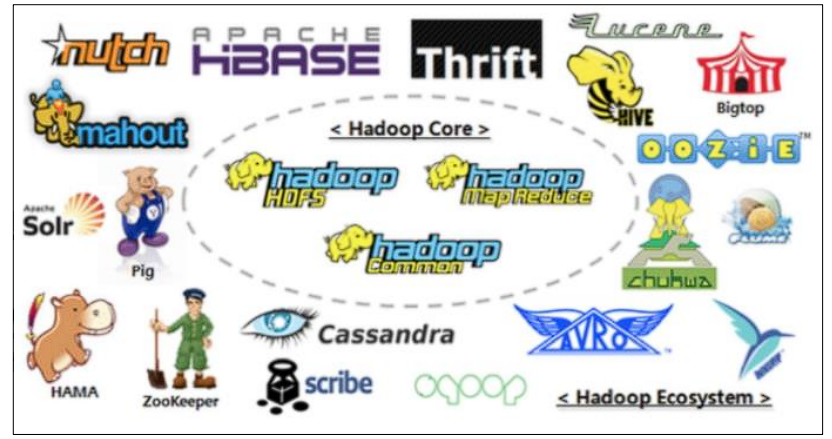 nutch
APACHE
HBASE
Thrift
Lucene
HIVE
Bigtop
mahout
< Hadoop Core >
OOZiE™
hadoop
HDFS
hadoop
Map Reduce
Apache
Solr
Y
Pig
hadoop
Common
FLUME
chukwa
HAMA
ZooKeeper
Cassandra
AVRO
™
scribe
sqoop
< Hadoop Ecosystem >